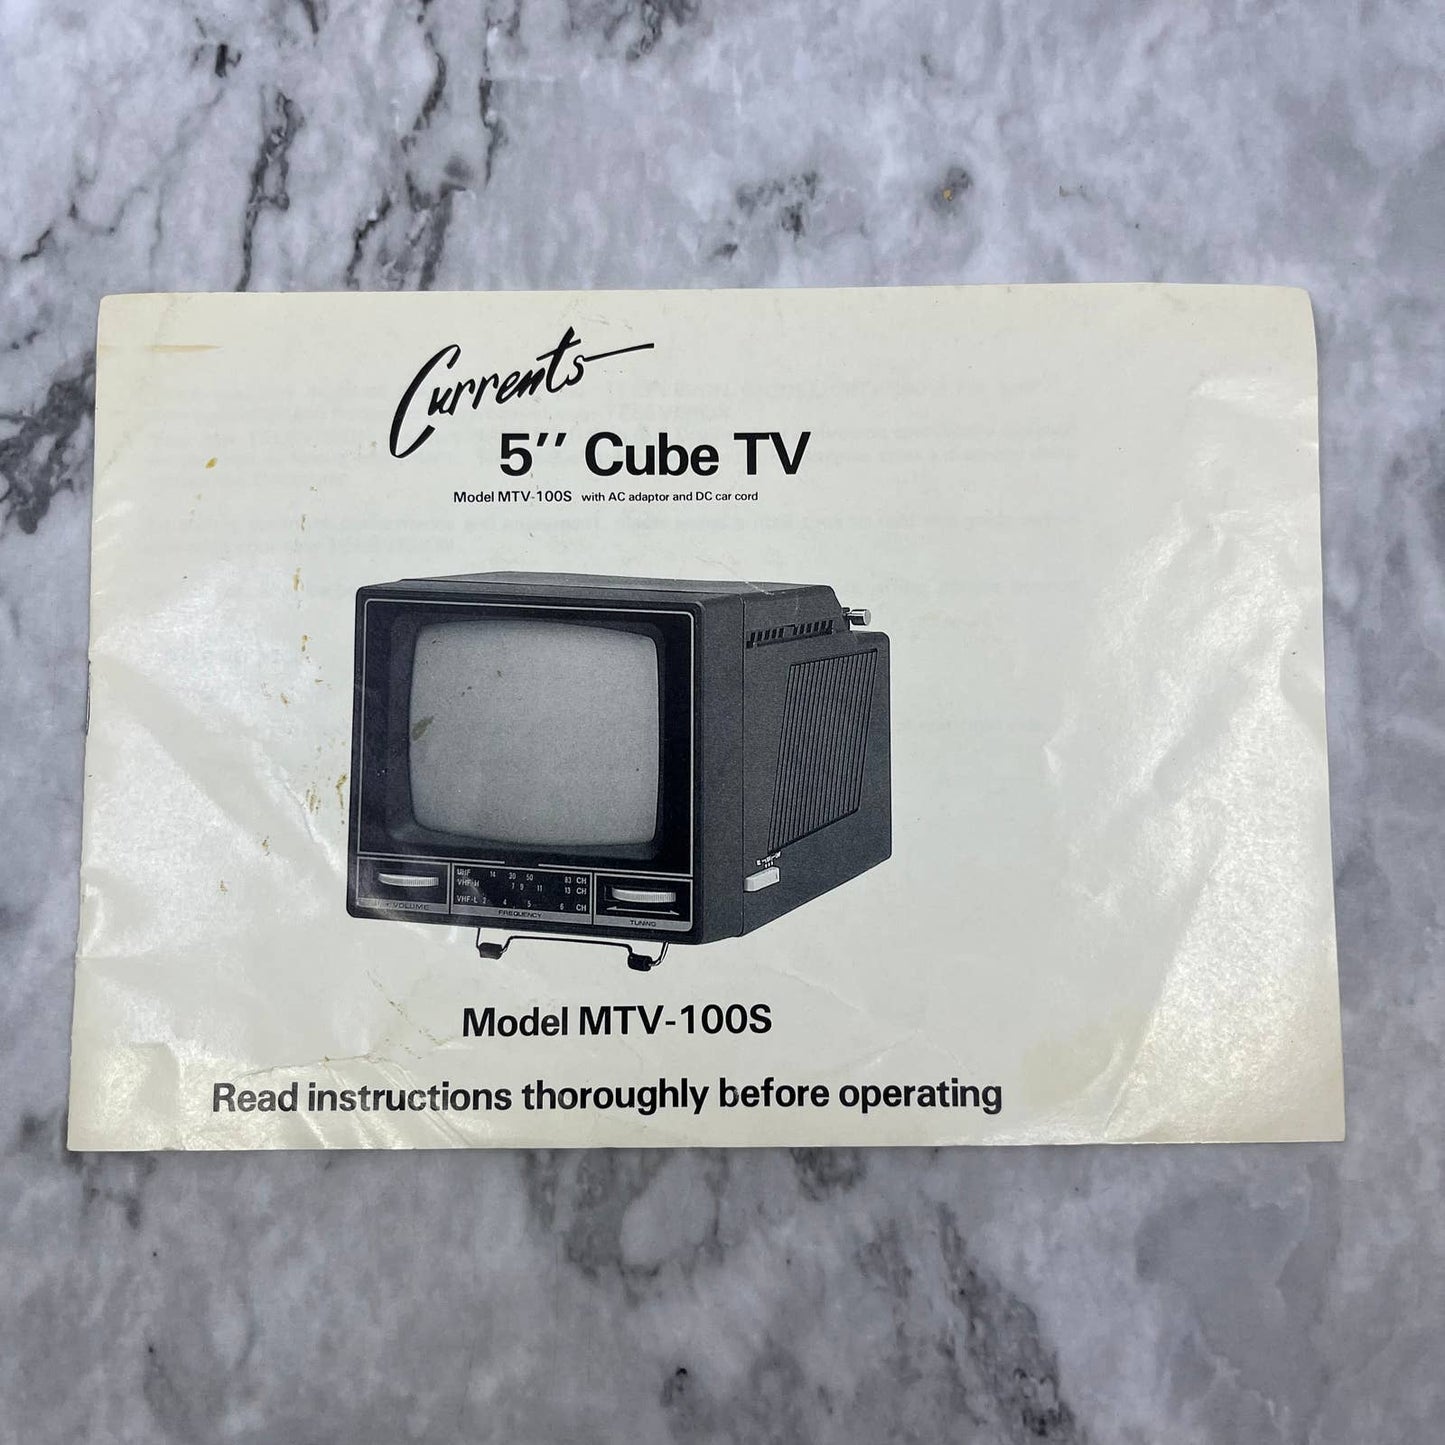 Currents
5" Cube TV
Model MTV-100S with AC adaptor and DC car cord
UHF 14 30 50 83 CH
VHF-H 7 9 11 13 CH
VHF-L 2 4 5 6 CH
VOLUME
FREQUENCY
TUNING
Model MTV-100S
Read instructions thoroughly before operating